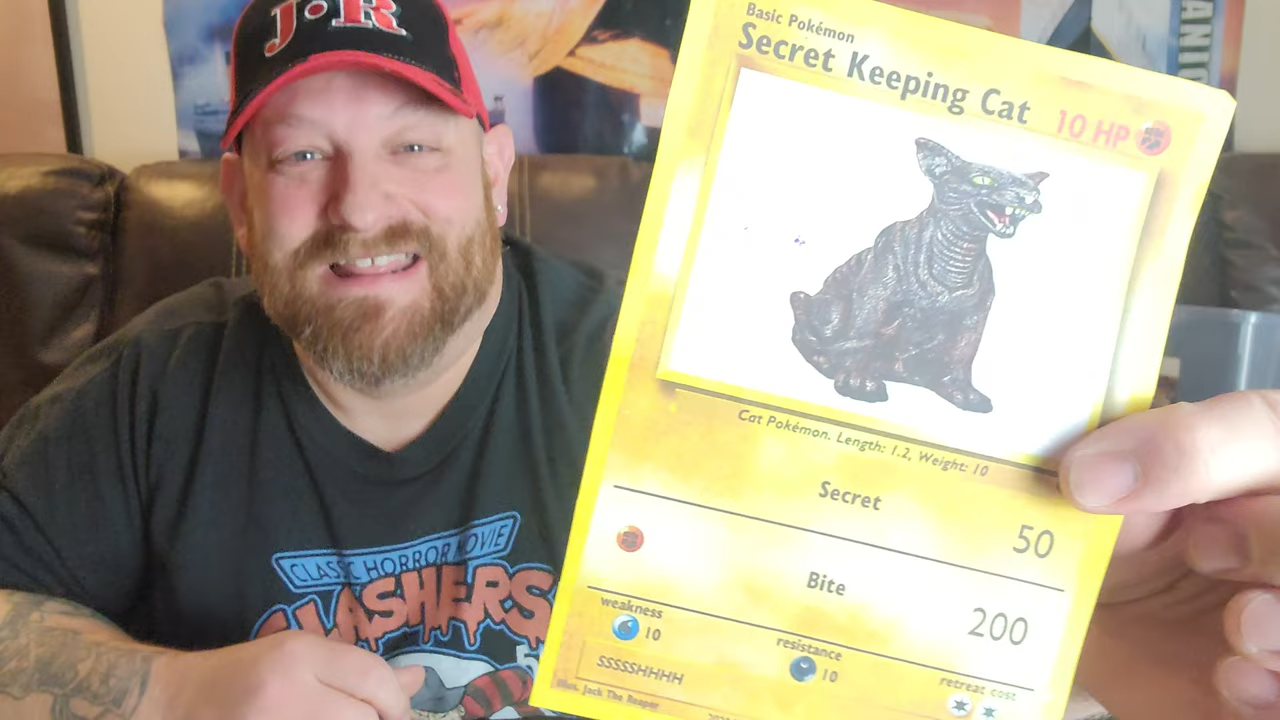 J•R
ANIC
CLASSIC HORROR MOVIE
SLASHERS
Basic Pokémon
Secret Keeping Cat
10 HP
Cat Pokémon. Length: 1.2, Weight: 10
Secret
50
Bite
200
weakness
10
resistance
10
retreat cost
SSSSSHHHH
Illus. Jack The Reaper